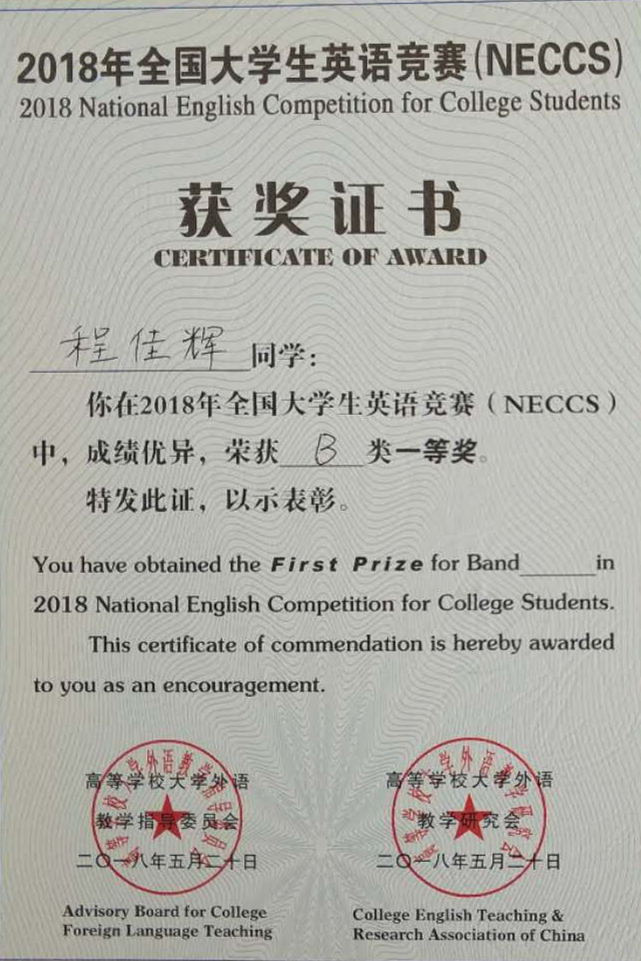 2018年全国大学生英语竞赛(NECCS)
2018 National English Competition for College Students
获奖证书
CERTIFICATE OF AWARD
程佳辉 同学：
你在2018年全国大学生英语竞赛（NECCS）
中，成绩优异，荣获 B 类一等奖。
特发此证，以示表彰。
You have obtained the First Prize for Band______in
2018 National English Competition for College Students.
This certificate of commendation is hereby awarded
to you as an encouragement.
高等学校大学外语
教学指导委员会
二〇一八年五月二十日
Advisory Board for College
Foreign Language Teaching
高等学校大学外语
教学研究会
二〇一八年五月二十日
College English Teaching &
Research Association of China